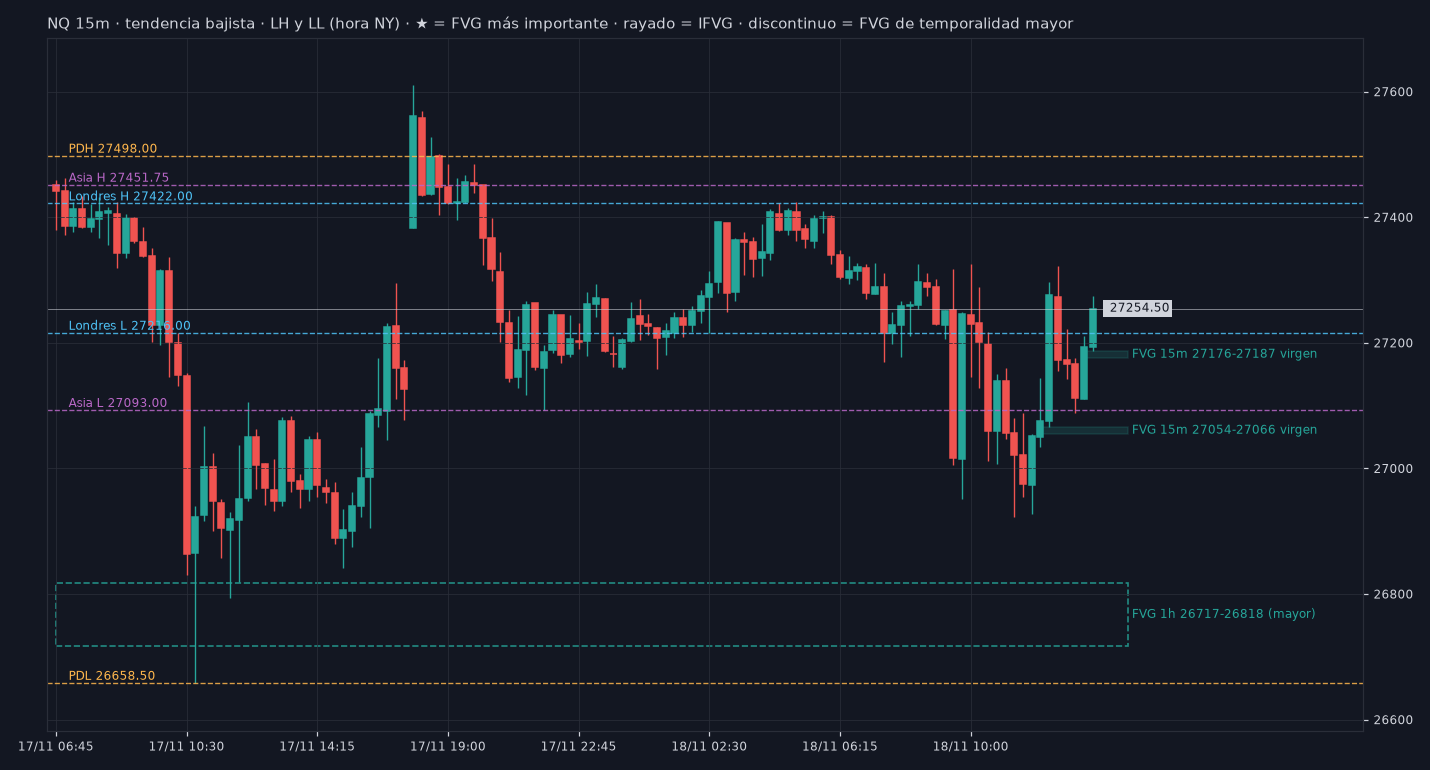 NQ 15m · tendencia bajista · LH y LL (hora NY) · ★ = FVG más importante · rayado = IFVG · discontinuo = FVG de temporalidad mayor
27600
PDH 27498.00
Asia H 27451.75
Londres H 27422.00
27400
27254.50
Londres L 27216.00
27200
FVG 15m 27176-27187 virgen
Asia L 27093.00
FVG 15m 27054-27066 virgen
27000
26800
FVG 1h 26717-26818 (mayor)
PDL 26658.50
26600
17/11 06:45 17/11 10:30 17/11 14:15 17/11 19:00 17/11 22:45 18/11 02:30 18/11 06:15 18/11 10:00